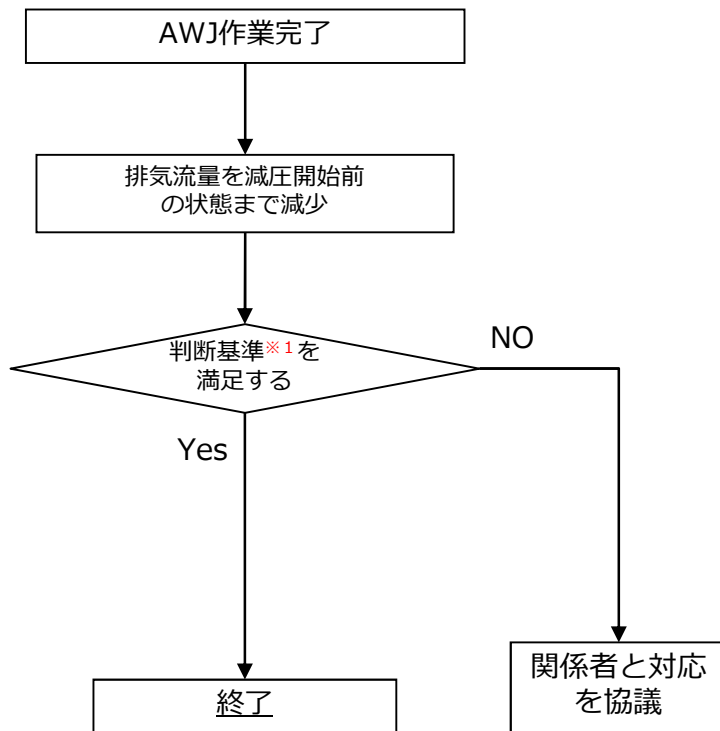 AWJ作業完了
排気流量を減圧開始前
の状態まで減少
判断基準※1を
満足する
NO
Yes
関係者と対応
を協議
終了